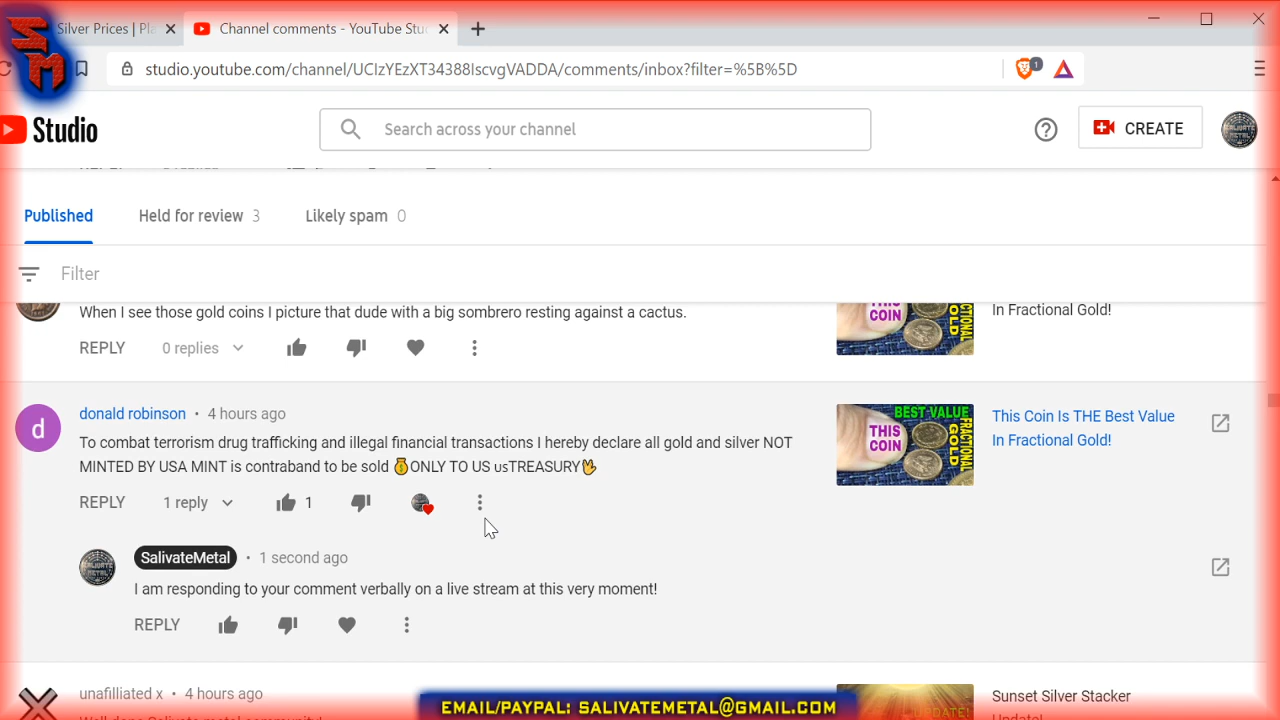 Silver Prices | Pla
Channel comments - YouTube Stu
SM
studio.youtube.com/channel/UCIzYEzXT34388IscvgVADDA/comments/inbox?filter=%5B%5D
1
Studio
Search across your channel
CREATE
Published
Held for review 3
Likely spam 0
Filter
When I see those gold coins I picture that dude with a big sombrero resting against a cactus.
In Fractional Gold!
THIS
COIN
REPLY
0 replies
donald robinson • 4 hours ago
To combat terrorism drug trafficking and illegal financial transactions I hereby declare all gold and silver NOT
MINTED BY USA MINT is contraband to be sold 💰ONLY TO US usTREASURY🖖
BEST VALUE
THIS
COIN
FRACTIONAL
GOLD
This Coin Is THE Best Value
In Fractional Gold!
REPLY
1 reply
1
SalivateMetal • 1 second ago
I am responding to your comment verbally on a live stream at this very moment!
REPLY
unafilliated x • 4 hours ago
Sunset Silver Stacker
Update!
EMAIL/PAYPAL: SALIVATEMETAL@GMAIL.COM